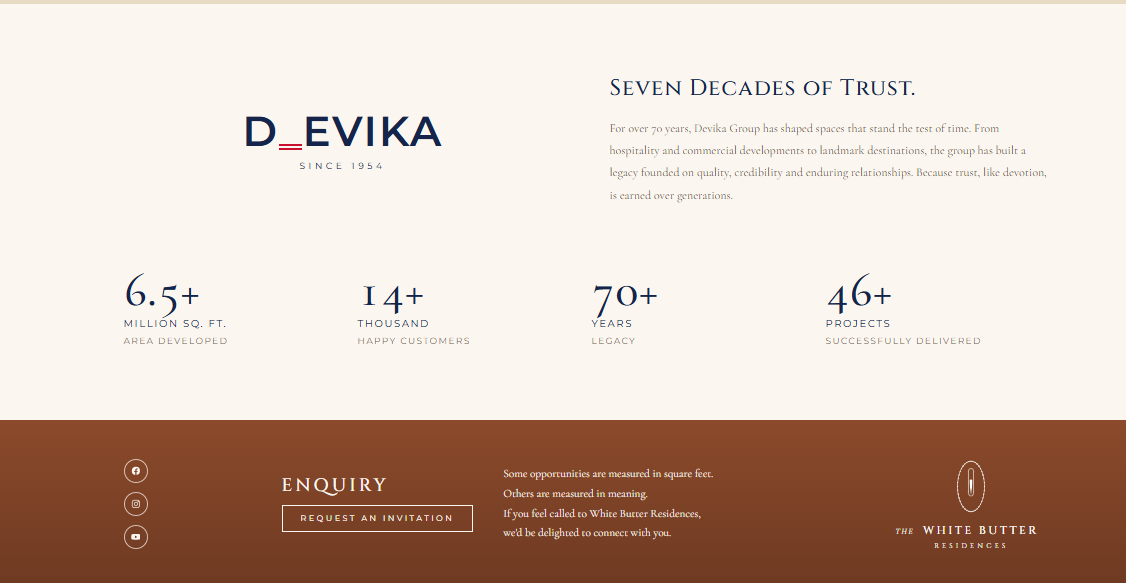 D_EVIKA
SINCE 1954
Seven Decades of Trust.
For over 70 years, Devika Group has shaped spaces that stand the test of time. From
hospitality and commercial developments to landmark destinations, the group has built a
legacy founded on quality, credibility and enduring relationships. Because trust, like devotion,
is earned over generations.
6.5+
MILLION SQ. FT.
AREA DEVELOPED
14+
THOUSAND
HAPPY CUSTOMERS
70+
YEARS
LEGACY
46+
PROJECTS
SUCCESSFULLY DELIVERED
ENQUIRY
REQUEST AN INVITATION
Some opportunities are measured in square feet.
Others are measured in meaning.
If you feel called to White Butter Residences,
we'd be delighted to connect with you.
THE WHITE BUTTER
RESIDENCES